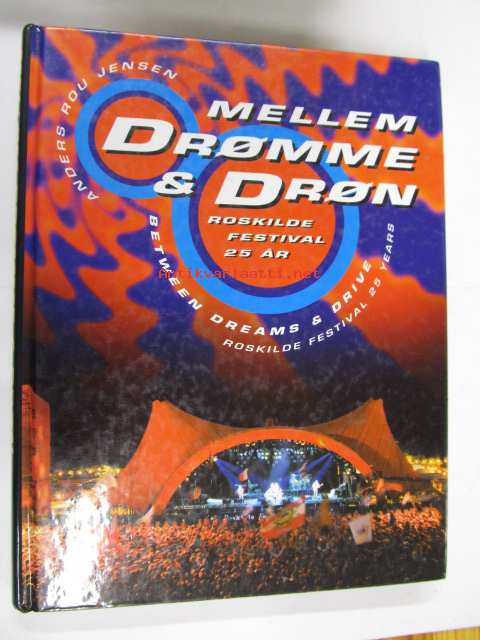 ANDERS ROU JENSEN
MELLEM
DRØMME
& DRØN
ROSKILDE
FESTIVAL
25 ÅR
antikvariaatti.net
BETWEEN DREAMS & DRIVE
ROSKILDE FESTIVAL 25 YEARS